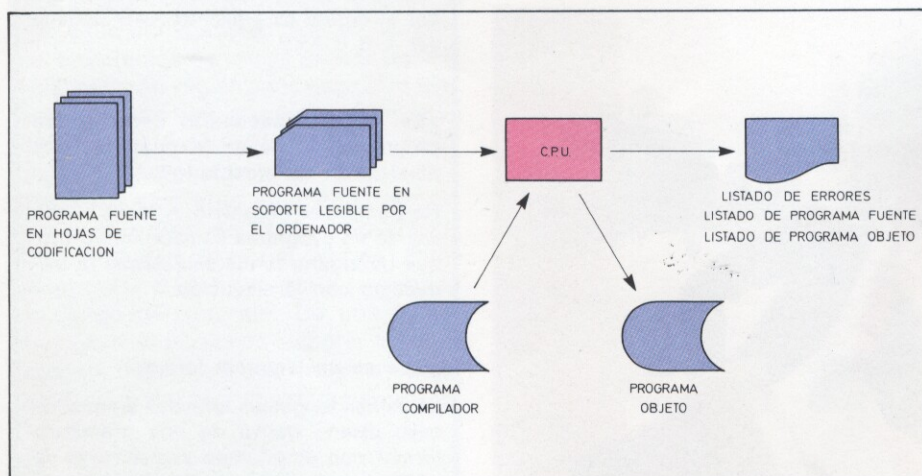 PROGRAMA FUENTE
EN HOJAS DE
CODIFICACION
PROGRAMA FUENTE EN
SOPORTE LEGIBLE POR
EL ORDENADOR
C.P.U.
LISTADO DE ERRORES
LISTADO DE PROGRAMA FUENTE
LISTADO DE PROGRAMA OBJETO
PROGRAMA
COMPILADOR
PROGRAMA
OBJETO